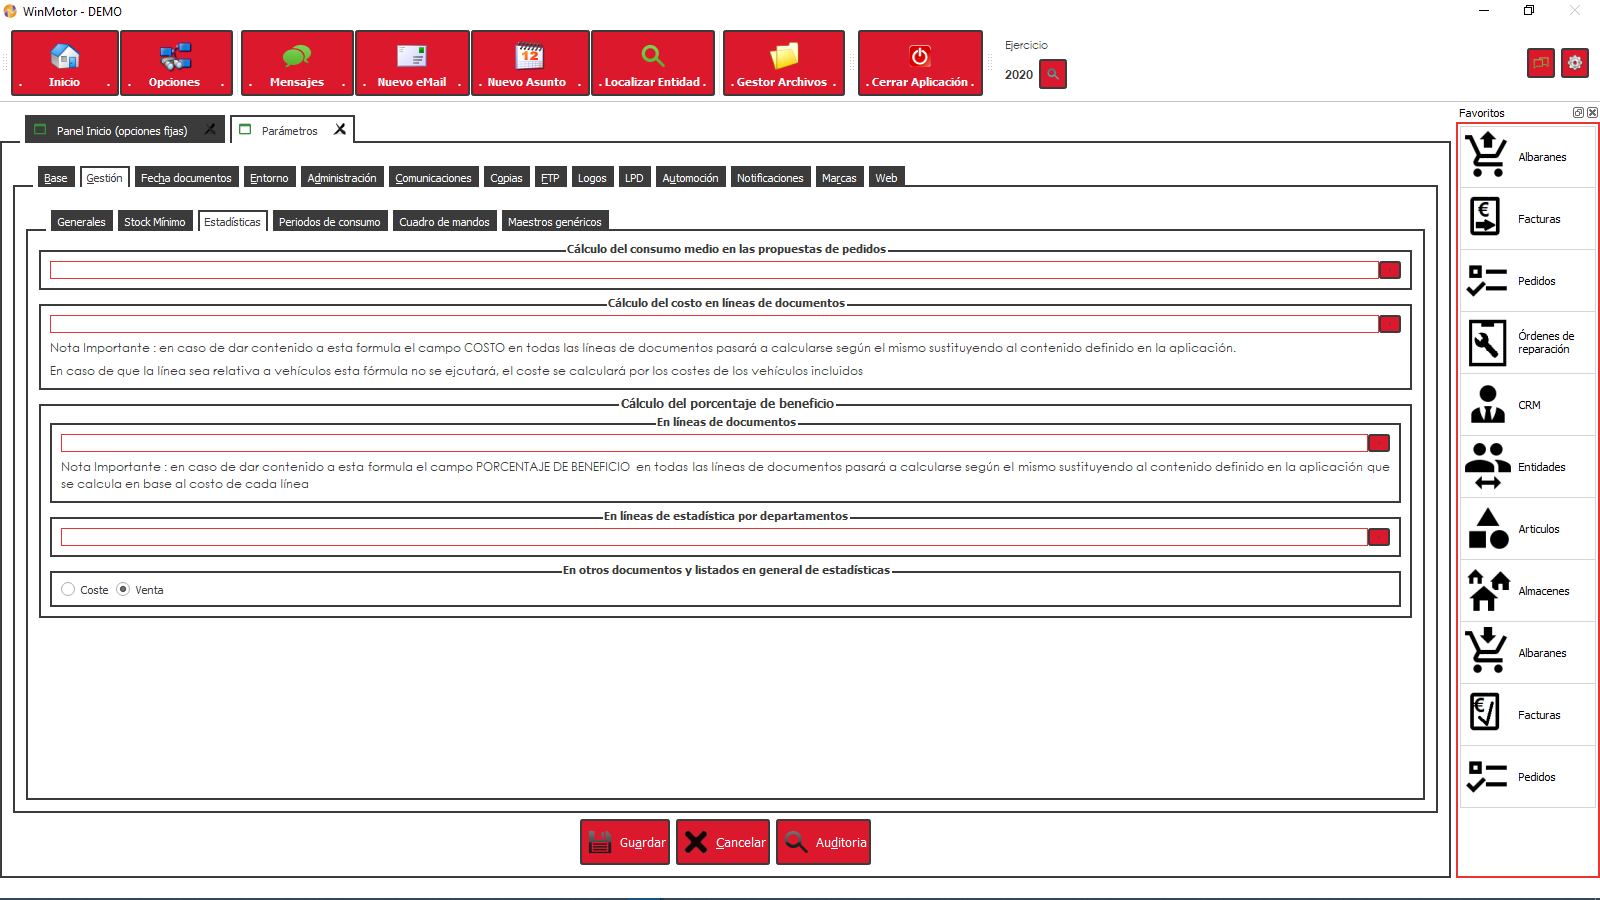 WinMotor - DEMO
. Inicio .
. Opciones .
. Mensajes .
. Nuevo eMail .
. Nuevo Asunto .
. Localizar Entidad .
. Gestor Archivos .
. Cerrar Aplicación .
Ejercicio
2020
12
Panel Inicio (opciones fijas)
Parámetros
Favoritos
Base
Gestión
Fecha documentos
Entorno
Administración
Comunicaciones
Copias
FTP
Logos
LPD
Automoción
Notificaciones
Marcas
Web
Generales
Stock Mínimo
Estadísticas
Periodos de consumo
Cuadro de mandos
Maestros genéricos
Cálculo del consumo medio en las propuestas de pedidos
Cálculo del costo en líneas de documentos
Nota Importante : en caso de dar contenido a esta formula el campo COSTO en todas las líneas de documentos pasará a calcularse según el mismo sustituyendo al contenido definido en la aplicación.
En caso de que la línea sea relativa a vehículos esta fórmula no se ejcutará, el coste se calculará por los costes de los vehículos incluidos
Cálculo del porcentaje de beneficio
En líneas de documentos
Nota Importante : en caso de dar contenido a esta formula el campo PORCENTAJE DE BENEFICIO en todas las líneas de documentos pasará a calcularse según el mismo sustituyendo al contenido definido en la aplicación que
se calcula en base al costo de cada línea
En líneas de estadística por departamentos
En otros documentos y listados en general de estadísticas
Coste
Venta
Guardar
Cancelar
Auditoria
Albaranes
Facturas
Pedidos
Órdenes de
reparación
CRM
Entidades
Articulos
Almacenes
Albaranes
Facturas
Pedidos